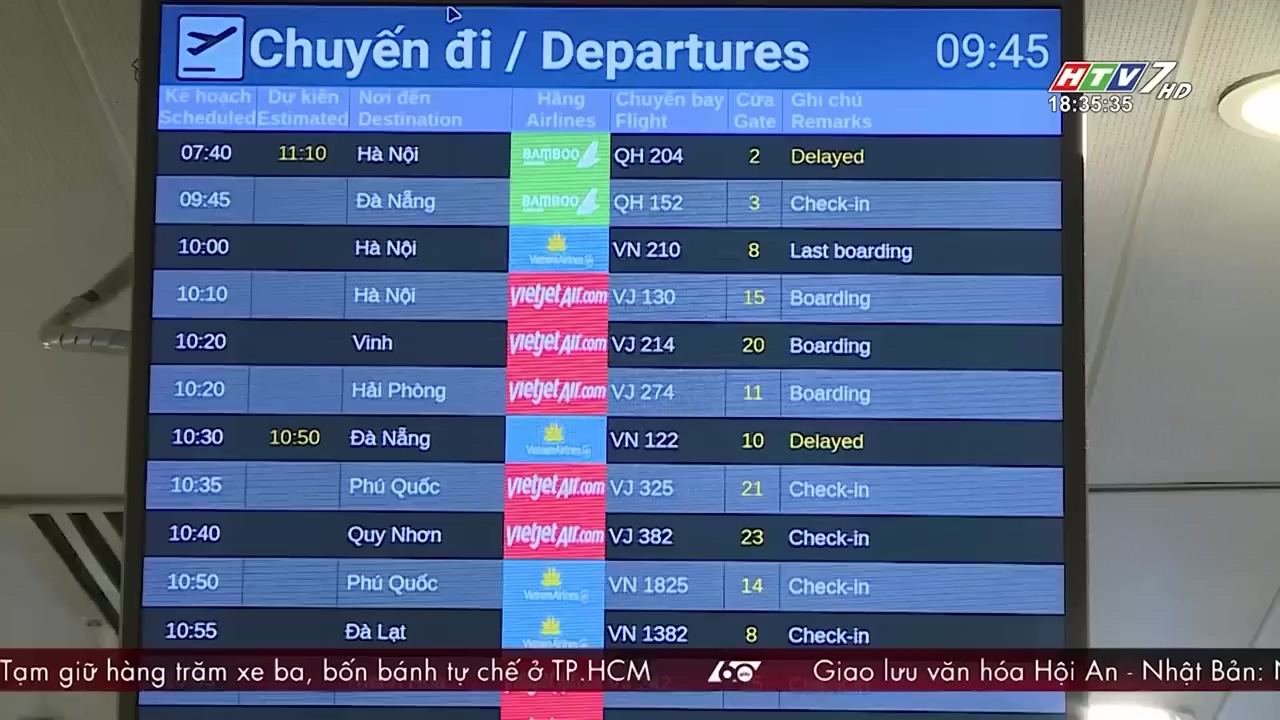 Chuyến đi / Departures 09:45
HTV7 HD
18:35:35
Kế hoạch Dự kiến Nơi đến Hãng Chuyến bay Cửa Ghi chú
Scheduled Estimated Destination Airlines Flight Gate Remarks
07:40 11:10 Hà Nội BAMBOO QH 204 2 Delayed
09:45 Đà Nẵng BAMBOO QH 152 3 Check-in
10:00 Hà Nội Vietnam Airlines VN 210 8 Last boarding
10:10 Hà Nội vietjetAir.com VJ 130 15 Boarding
10:20 Vinh vietjetAir.com VJ 214 20 Boarding
10:20 Hải Phòng vietjetAir.com VJ 274 11 Boarding
10:30 10:50 Đà Nẵng Vietnam Airlines VN 122 10 Delayed
10:35 Phú Quốc vietjetAir.com VJ 325 21 Check-in
10:40 Quy Nhơn vietjetAir.com VJ 382 23 Check-in
10:50 Phú Quốc Vietnam Airlines VN 1825 14 Check-in
10:55 Đà Lạt Vietnam Airlines VN 1382 8 Check-in
Tạm giữ hàng trăm xe ba, bốn bánh tự chế ở TP.HCM 60 giây Giao lưu văn hóa Hội An - Nhật Bản: